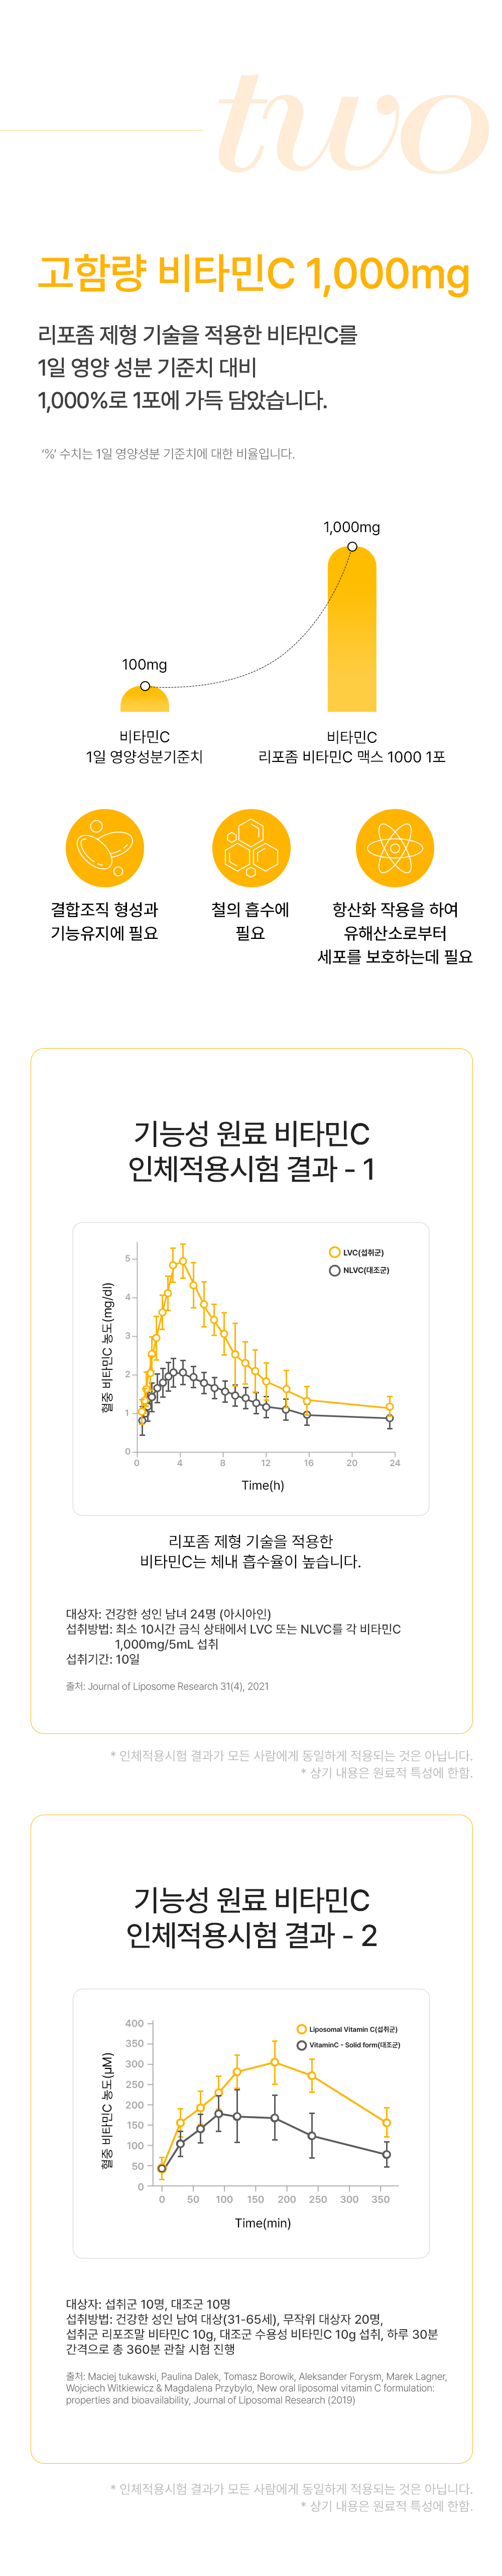 two
고함량 비타민C 1,000mg
리포좀 제형 기술을 적용한 비타민C를
1일 영양 성분 기준치 대비
1,000%로 1포에 가득 담았습니다.
'%' 수치는 1일 영양성분 기준치에 대한 비율입니다.
1,000mg
100mg
비타민C
1일 영양성분기준치
비타민C
리포좀 비타민C 맥스 1000 1포
결합조직 형성과
기능유지에 필요
철의 흡수에
필요
항산화 작용을 하여
유해산소로부터
세포를 보호하는데 필요
기능성 원료 비타민C
인체적용시험 결과 - 1
혈중 비타민C 농도(mg/dl)
5
4
3
2
1
0
LVC(섭취군)
NLVC(대조군)
0 4 8 12 16 20 24
Time(h)
리포좀 제형 기술을 적용한
비타민C는 체내 흡수율이 높습니다.
대상자: 건강한 성인 남녀 24명 (아시아인)
섭취방법: 최소 10시간 금식 상태에서 LVC 또는 NLVC를 각 비타민C
1,000mg/5mL 섭취
섭취기간: 10일
출처: Journal of Liposome Research 31(4), 2021
* 인체적용시험 결과가 모든 사람에게 동일하게 적용되는 것은 아닙니다.
* 상기 내용은 원료적 특성에 한함.
기능성 원료 비타민C
인체적용시험 결과 - 2
혈중 비타민C 농도(μM)
400
350
300
250
200
150
100
50
0
Liposomal Vitamin C(섭취군)
VitaminC - Solid form(대조군)
0 50 100 150 200 250 300 350
Time(min)
대상자: 섭취군 10명, 대조군 10명
섭취방법: 건강한 성인 남여 대상(31-65세), 무작위 대상자 20명,
섭취군 리포조말 비타민C 10g, 대조군 수용성 비타민C 10g 섭취, 하루 30분
간격으로 총 360분 관찰 시험 진행
출처: Maciej tukawski, Paulina Dalek, Tomasz Borowik, Aleksander Forysm, Marek Lagner,
Wojciech Witkiewicz & Magdalena Przybylo, New oral liposomal vitamin C formulation:
properties and bioavailability, Journal of Liposomal Research (2019)
* 인체적용시험 결과가 모든 사람에게 동일하게 적용되는 것은 아닙니다.
* 상기 내용은 원료적 특성에 한함.